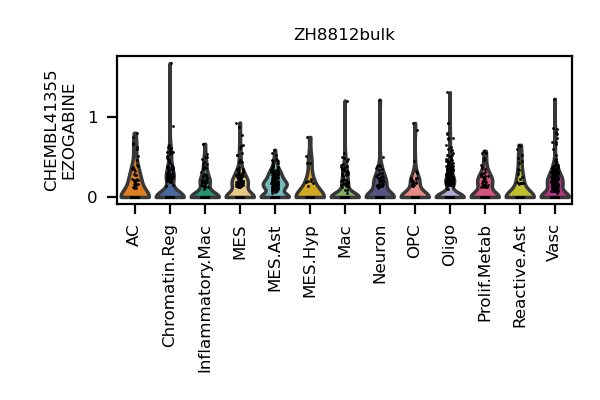 ZH8812bulk
CHEMBL41355
EZOGABINE
1
0
AC
Chromatin.Reg
Inflammatory.Mac
MES
MES.Ast
MES.Hyp
Mac
Neuron
OPC
Oligo
Prolif.Metab
Reactive.Ast
Vasc